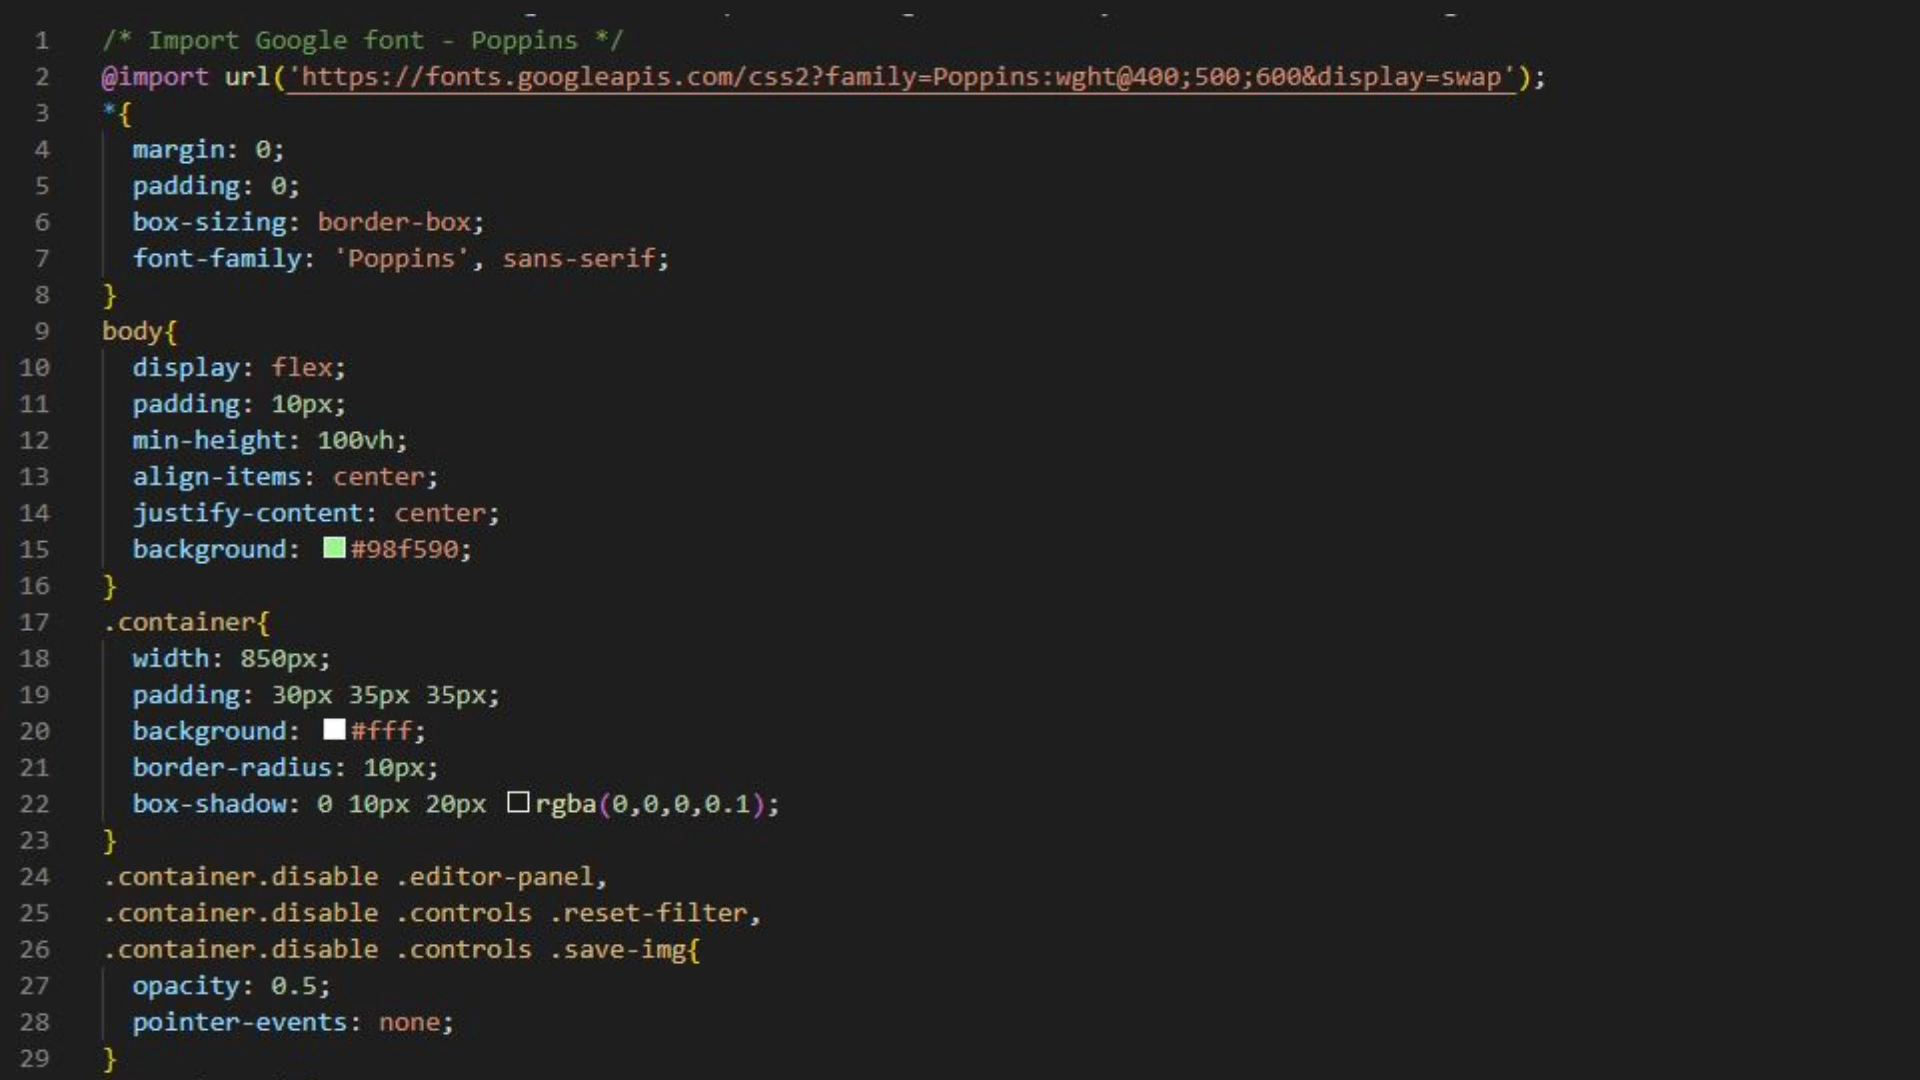 1 /* Import Google font - Poppins */
2 @import url('https://fonts.googleapis.com/css2?family=Poppins:wght@400;500;600&display=swap');
3 *{
4 margin: 0;
5 padding: 0;
6 box-sizing: border-box;
7 font-family: 'Poppins', sans-serif;
8 }
9 body{
10 display: flex;
11 padding: 10px;
12 min-height: 100vh;
13 align-items: center;
14 justify-content: center;
15 background: #98f590;
16 }
17 .container{
18 width: 850px;
19 padding: 30px 35px 35px;
20 background: #fff;
21 border-radius: 10px;
22 box-shadow: 0 10px 20px rgba(0,0,0,0.1);
23 }
24 .container.disable .editor-panel,
25 .container.disable .controls .reset-filter,
26 .container.disable .controls .save-img{
27 opacity: 0.5;
28 pointer-events: none;
29 }